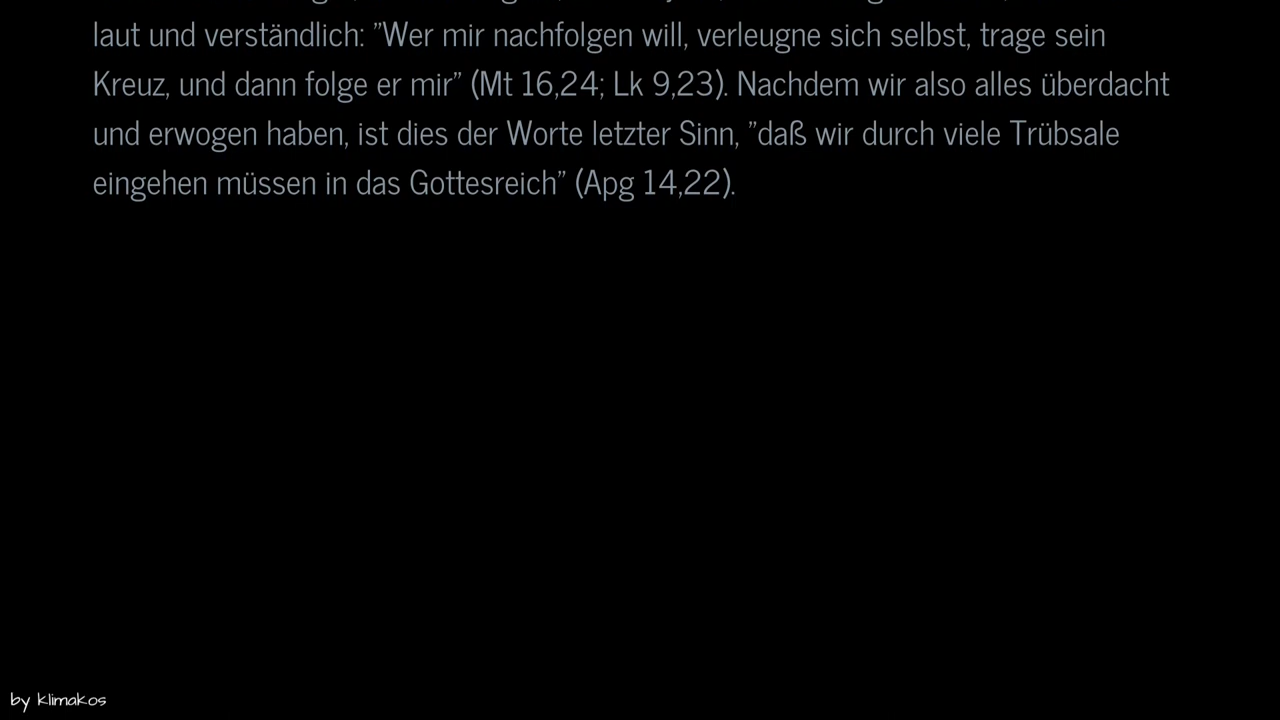 laut und verständlich: ”Wer mir nachfolgen will, verleugne sich selbst, trage sein
Kreuz, und dann folge er mir” (Mt 16,24; Lk 9,23). Nachdem wir also alles überdacht
und erwogen haben, ist dies der Worte letzter Sinn, ”daß wir durch viele Trübsale
eingehen müssen in das Gottesreich” (Apg 14,22).
by klimakos